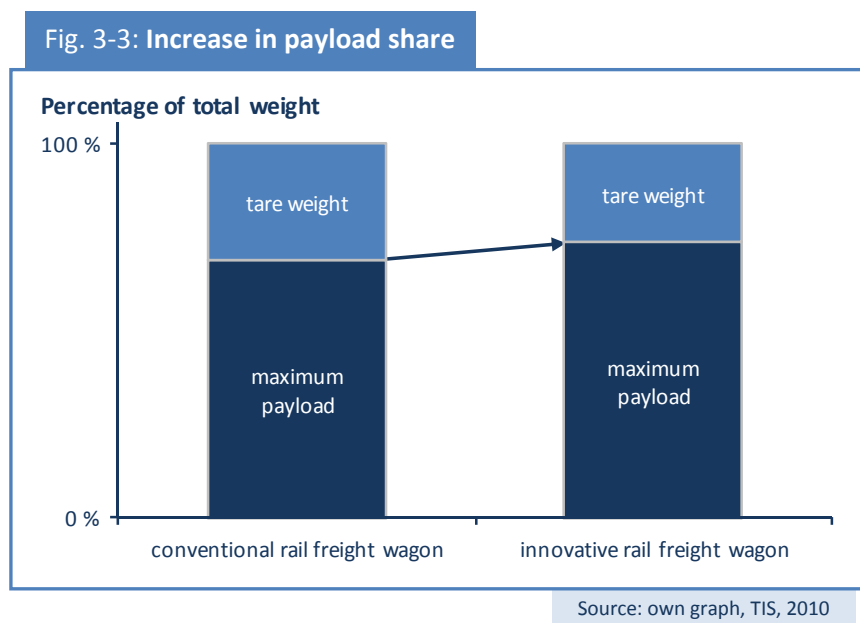 Fig. 3-3: Increase in payload share
Percentage of total weight
100 %
tare weight
tare weight
maximum
payload
maximum
payload
0 %
conventional rail freight wagon
innovative rail freight wagon
Source: own graph, TIS, 2010